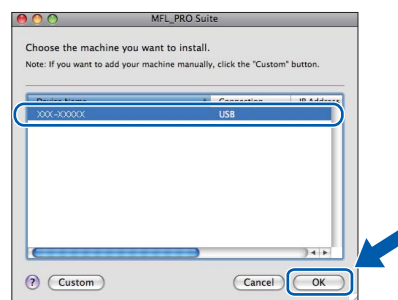 MFL_PRO Suite
Choose the machine you want to install.
Note: If you want to add your machine manually, click the "Custom" button.
Device Name Connection IP Address
XXX-XXXXX USB
? Custom Cancel OK